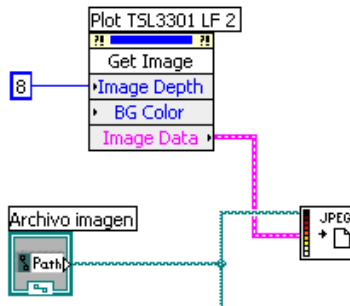 Plot TSL3301 LF 2
?! ?!
Get Image
8
Image Depth
BG Color
Image Data
Archivo imagen
JPEG
Path